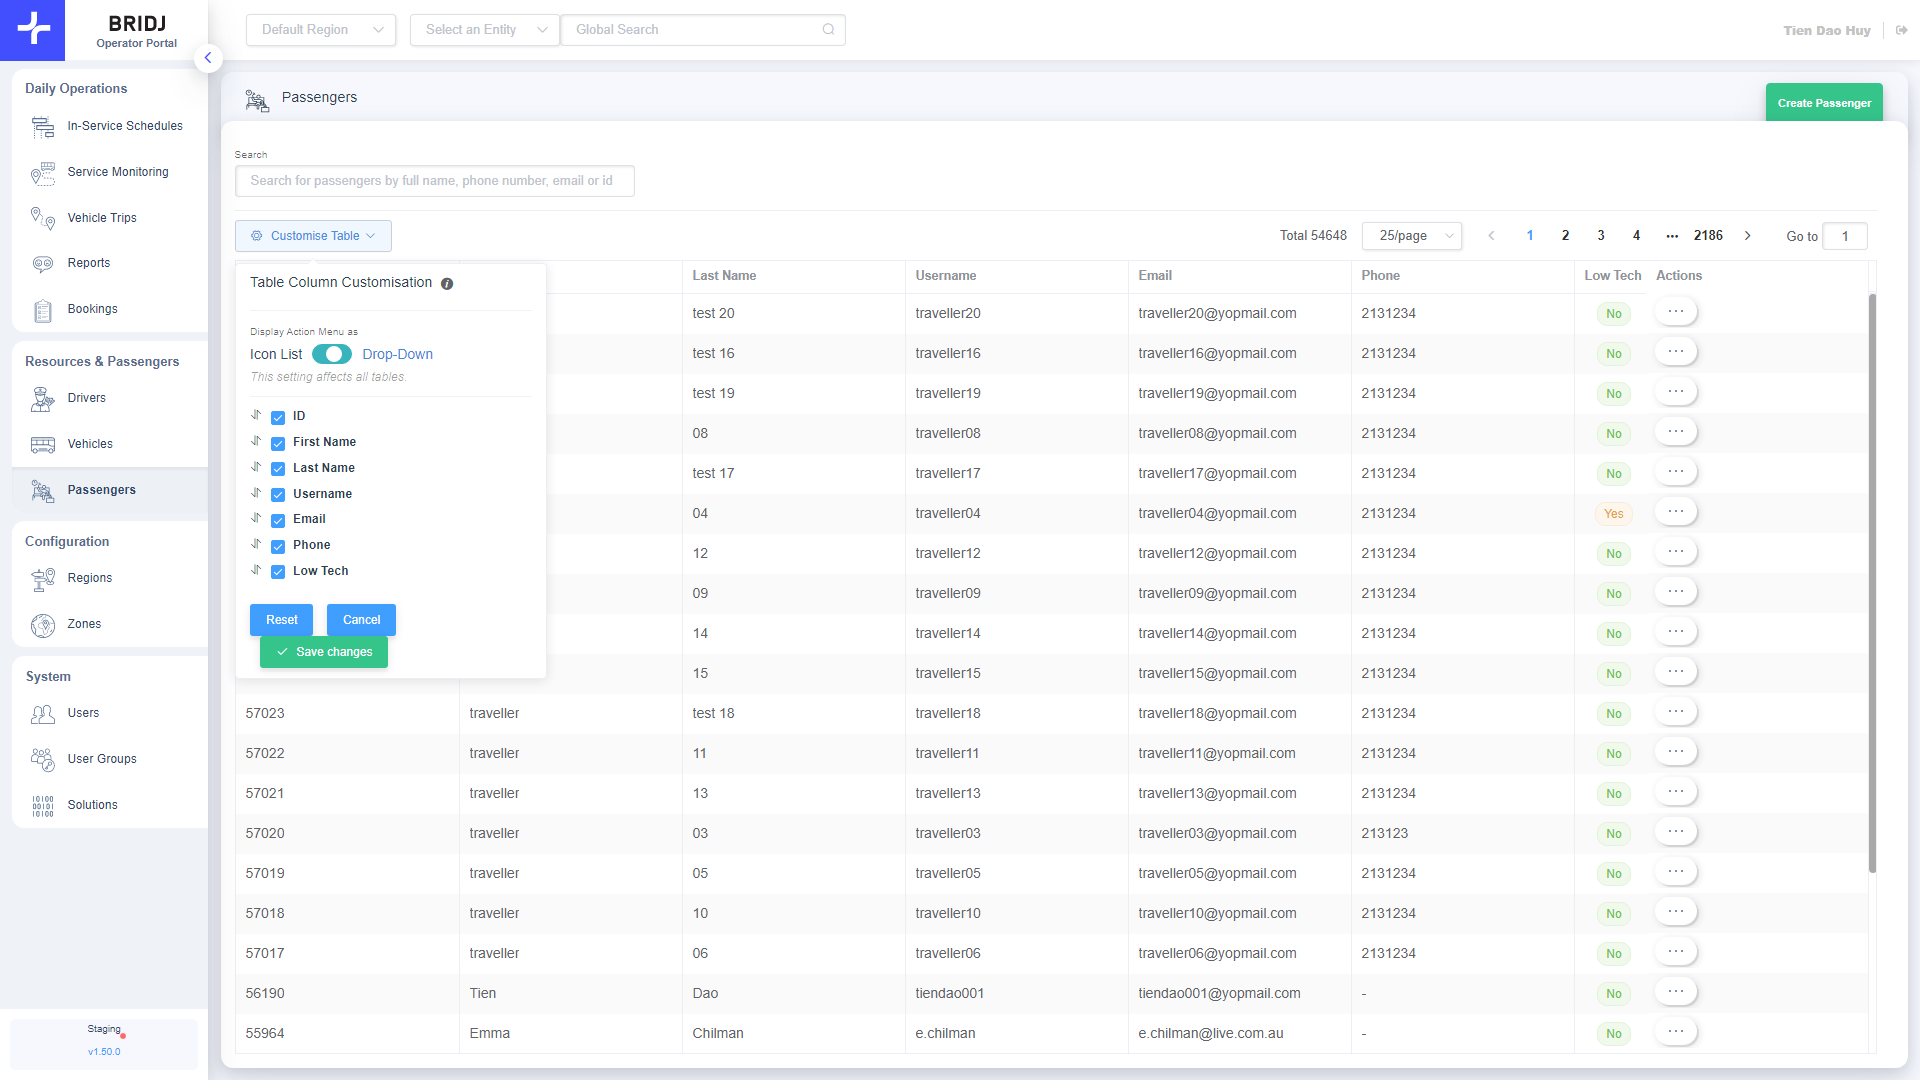 BRIDJ
Operator Portal
Default Region
Select an Entity
Global Search
Tien Dao Huy
Daily Operations
In-Service Schedules
Service Monitoring
Vehicle Trips
Reports
Bookings
Resources & Passengers
Drivers
Vehicles
Passengers
Configuration
Regions
Zones
System
Users
User Groups
Solutions
Staging
v1.50.0
Passengers
Create Passenger
Search
Search for passengers by full name, phone number, email or id
Customise Table
Total 54648 25/page 1 2 3 4 ••• 2186 Go to 1
Table Column Customisation
Display Action Menu as
Icon List Drop-Down
This setting affects all tables.
ID
First Name
Last Name
Username
Email
Phone
Low Tech
Reset Cancel
Save changes
Last Name Username Email Phone Low Tech Actions
test 20 traveller20 traveller20@yopmail.com 2131234 No ...
test 16 traveller16 traveller16@yopmail.com 2131234 No ...
test 19 traveller19 traveller19@yopmail.com 2131234 No ...
08 traveller08 traveller08@yopmail.com 2131234 No ...
test 17 traveller17 traveller17@yopmail.com 2131234 No ...
04 traveller04 traveller04@yopmail.com 2131234 Yes ...
12 traveller12 traveller12@yopmail.com 2131234 No ...
09 traveller09 traveller09@yopmail.com 2131234 No ...
14 traveller14 traveller14@yopmail.com 2131234 No ...
15 traveller15 traveller15@yopmail.com 2131234 No ...
57023 traveller test 18 traveller18 traveller18@yopmail.com 2131234 No ...
57022 traveller 11 traveller11 traveller11@yopmail.com 2131234 No ...
57021 traveller 13 traveller13 traveller13@yopmail.com 2131234 No ...
57020 traveller 03 traveller03 traveller03@yopmail.com 213123 No ...
57019 traveller 05 traveller05 traveller05@yopmail.com 2131234 No ...
57018 traveller 10 traveller10 traveller10@yopmail.com 2131234 No ...
57017 traveller 06 traveller06 traveller06@yopmail.com 2131234 No ...
56190 Tien Dao tiendao001 tiendao001@yopmail.com - No ...
55964 Emma Chilman e.chilman e.chilman@live.com.au - No ...